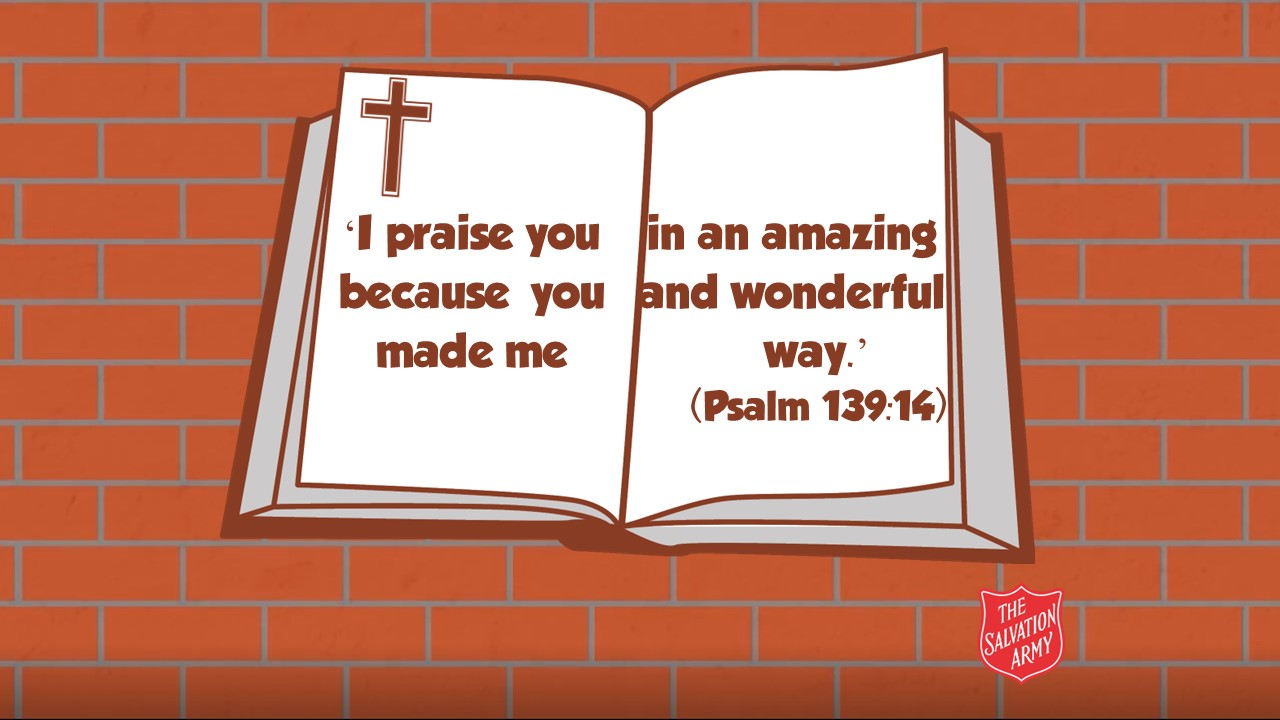 ‘I praise you
because you
made me
in an amazing
and wonderful
way.’
(Psalm 139:14)
THE
SALVATION
ARMY